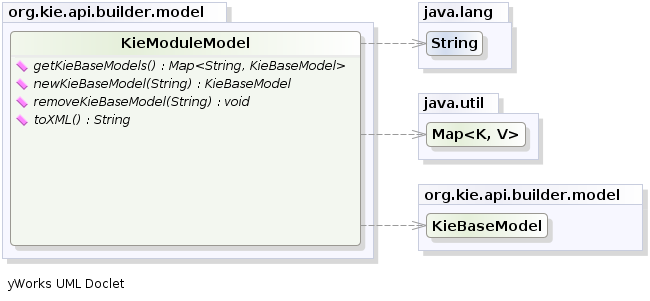 org.kie.api.builder.model
KieModuleModel
getKieBaseModels() : Map<String, KieBaseModel>
newKieBaseModel(String) : KieBaseModel
removeKieBaseModel(String) : void
toXML() : String
java.lang
String
java.util
Map<K, V>
org.kie.api.builder.model
KieBaseModel
yWorks UML Doclet